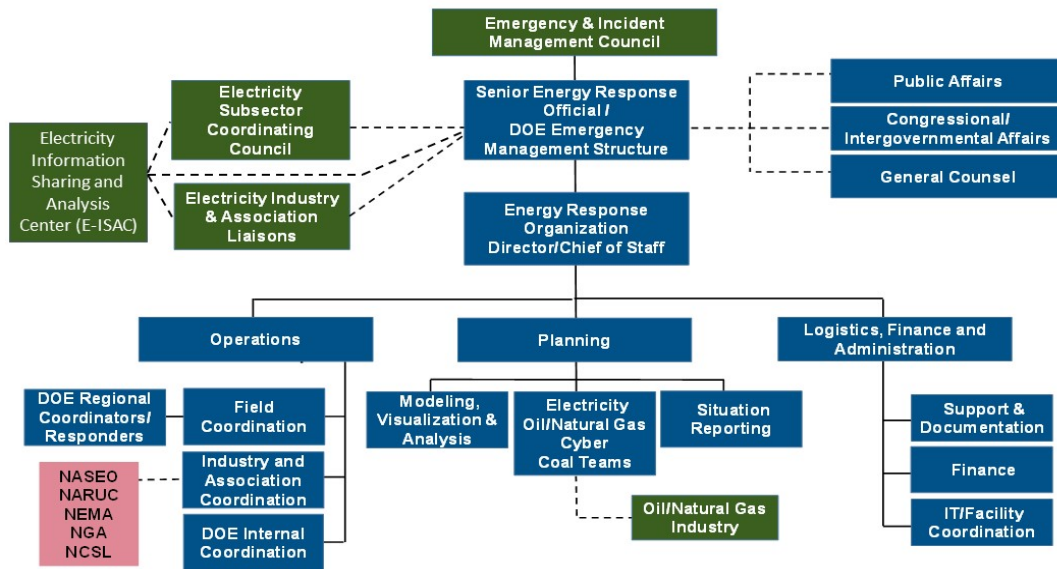 Emergency & Incident
Management Council
Electricity
Subsector
Coordinating
Council
Senior Energy Response
Official /
DOE Emergency
Management Structure
Public Affairs
Congressional/
Intergovernmental Affairs
General Counsel
Electricity
Information
Sharing and
Analysis
Center (E-ISAC)
Electricity Industry
& Association
Liaisons
Energy Response
Organization
Director/Chief of Staff
Operations
Planning
Logistics, Finance and
Administration
DOE Regional
Coordinators/
Responders
Field
Coordination
Modeling,
Visualization &
Analysis
Electricity
Oil/Natural Gas
Cyber
Coal Teams
Situation
Reporting
Support &
Documentation
NASEO
NARUC
NEMA
NGA
NCSL
Industry and
Association
Coordination
Finance
DOE Internal
Coordination
Oil/Natural Gas
Industry
IT/Facility
Coordination